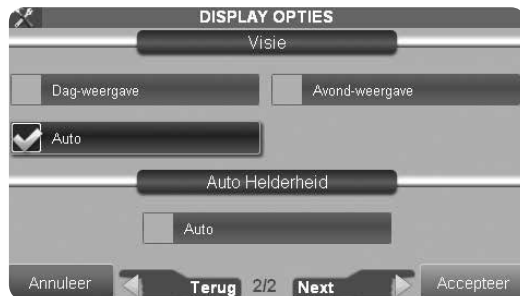 DISPLAY OPTIES
Visie
Dag-weergave Avond-weergave
Auto
Auto Helderheid
Auto
Annuleer Terug 2/2 Next Accepteer